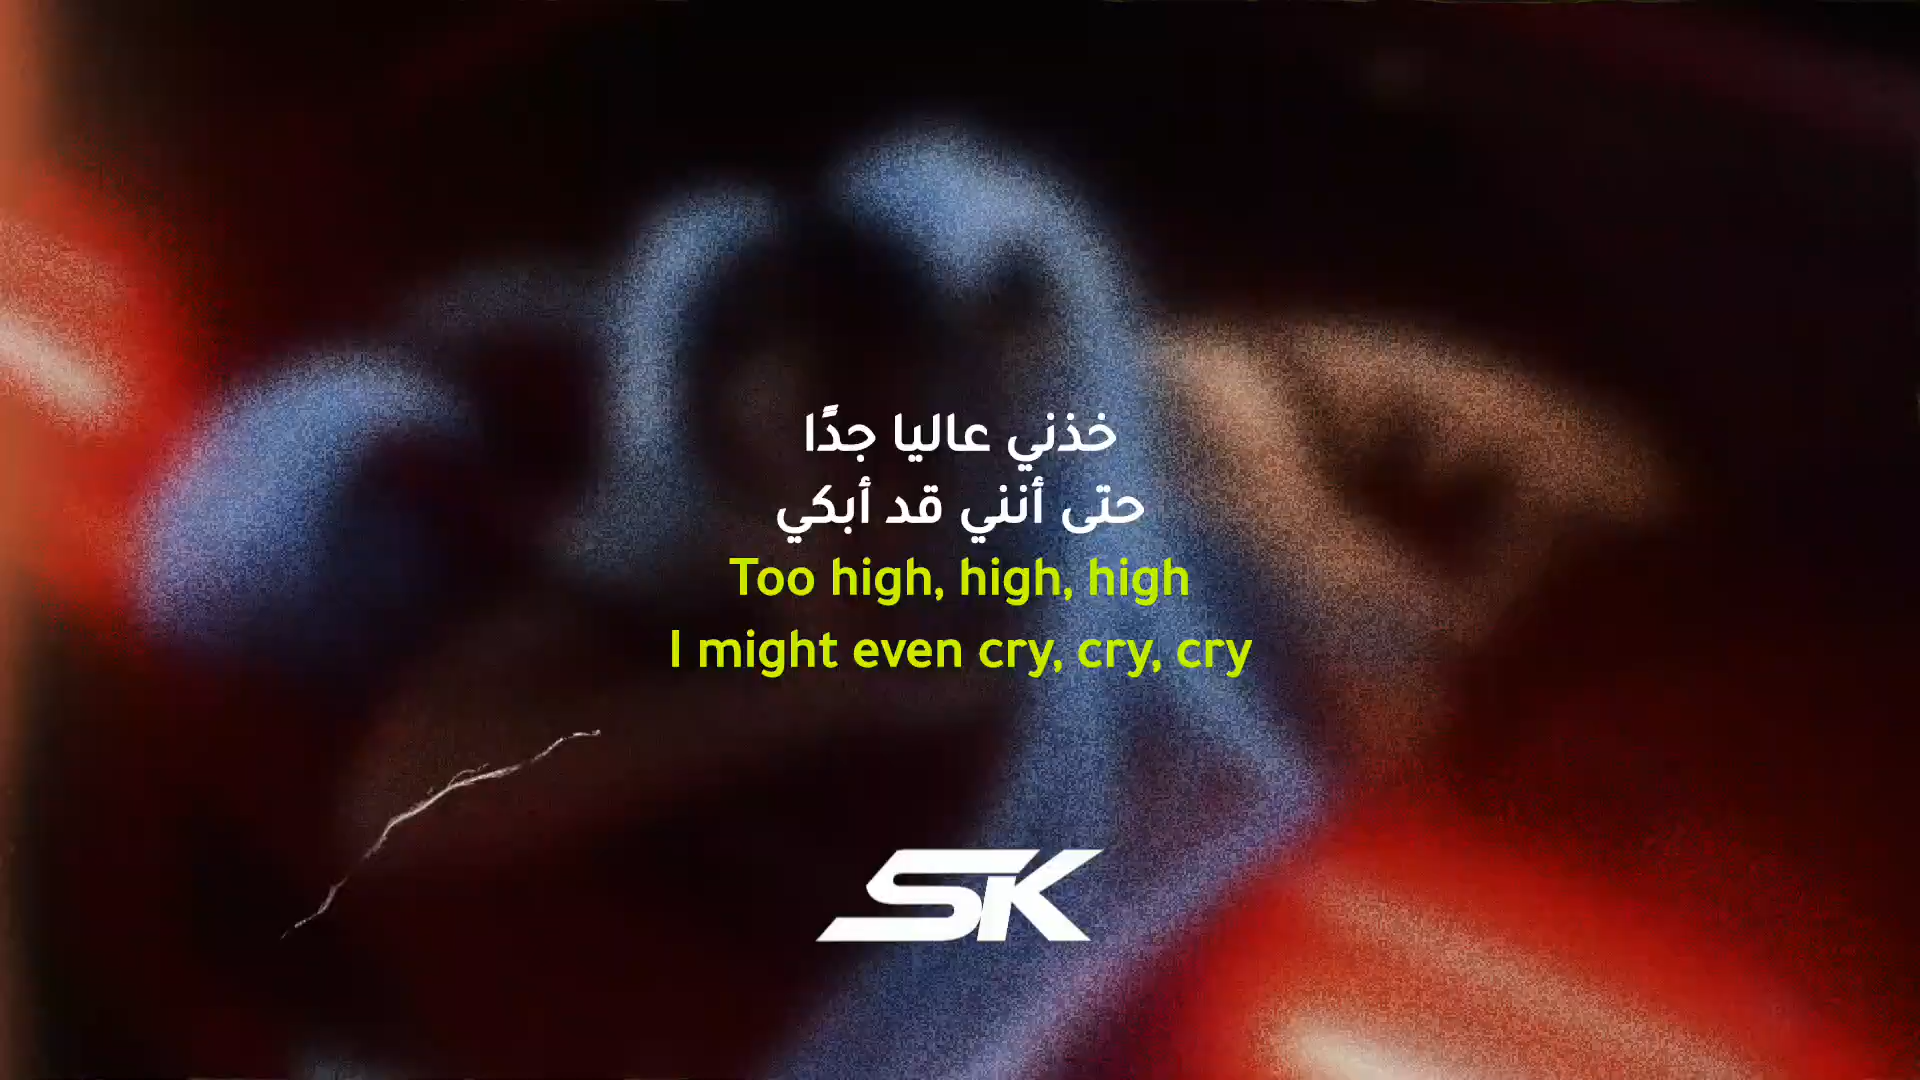 خذني عاليا جدًا
حتى أنني قد أبكي
Too high, high, high
I might even cry, cry, cry
SK